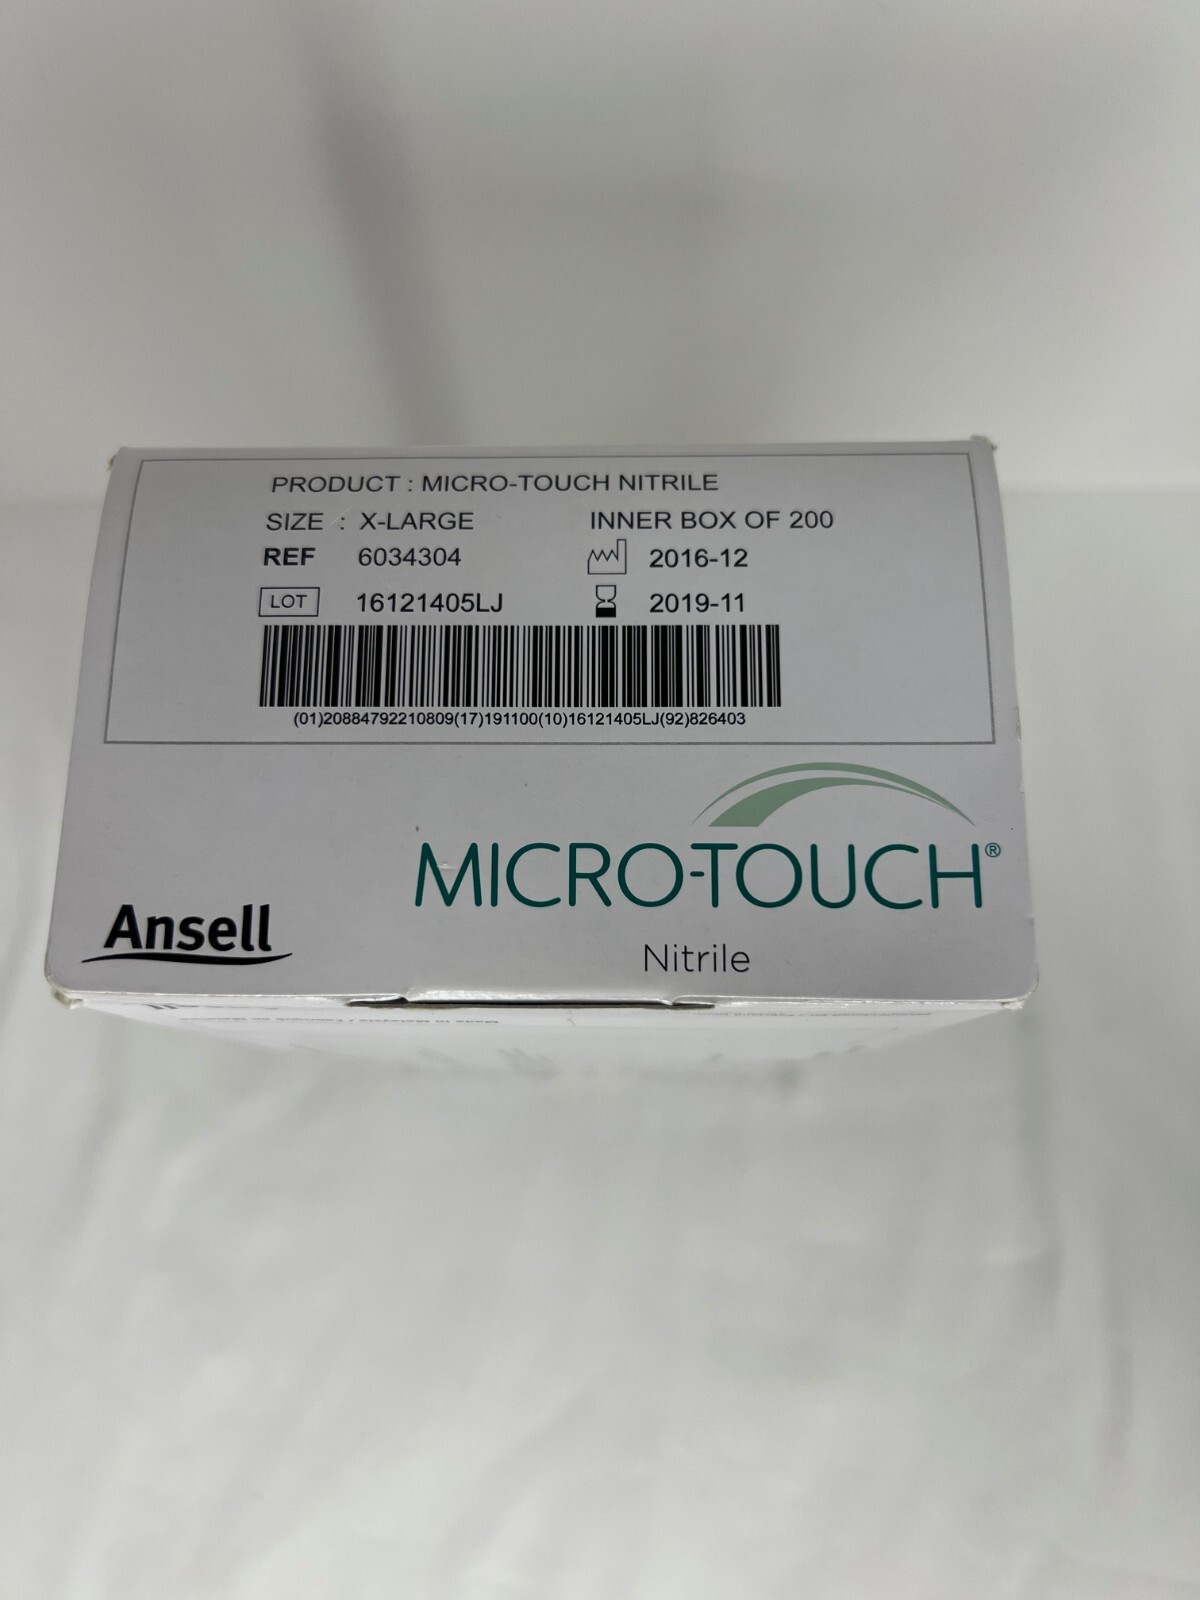 PRODUCT : MICRO-TOUCH NITRILE
SIZE : X-LARGE INNER BOX OF 200
REF 6034304 2016-12
LOT 16121405LJ 2019-11
(01)20884792210809(17)191100(10)16121405LJ(92)826403
MICRO-TOUCH®
Ansell
Nitrile